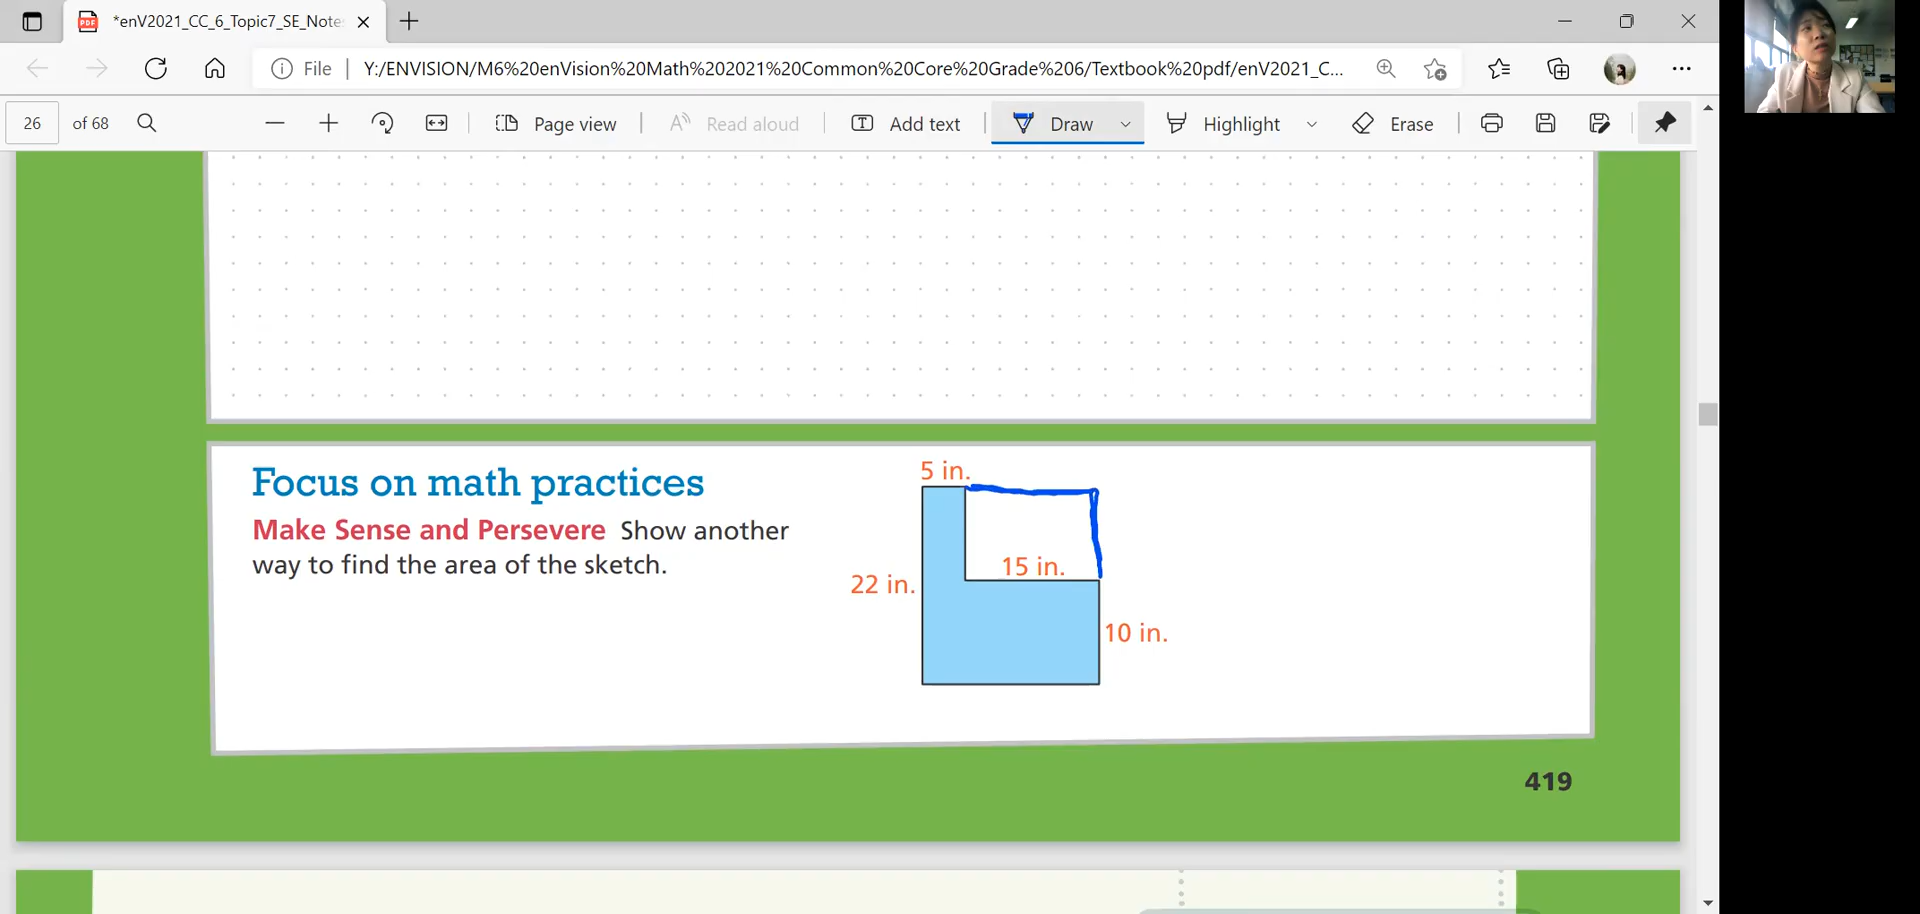 *enV2021_CC_6_Topic7_SE_Note
File
Y:/ENVISION/M6%20enVision%20Math%202021%20Common%20Core%20Grade%206/Textbook%20pdf/enV2021_C...
26 of 68
Page view
Read aloud
Add text
Draw
Highlight
Erase
Focus on math practices
Make Sense and Persevere Show another
way to find the area of the sketch.
5 in.
15 in.
22 in.
10 in.
419